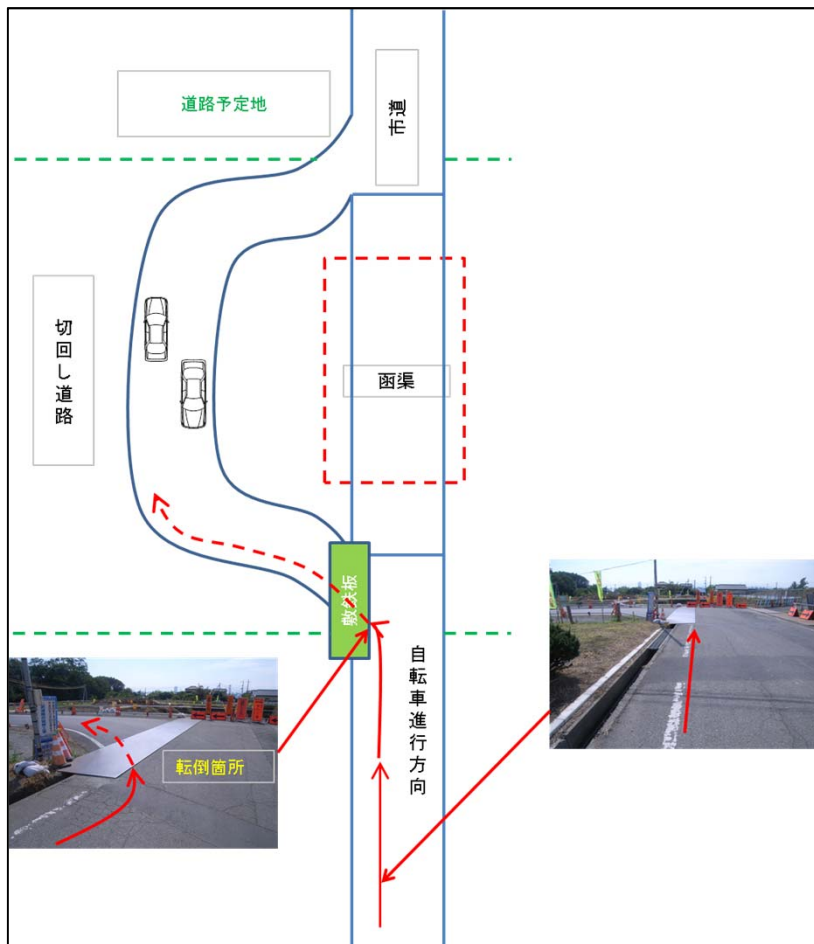 道路予定地
市道
切回し道路
函渠
敷鉄板
自転車進行方向
転倒箇所